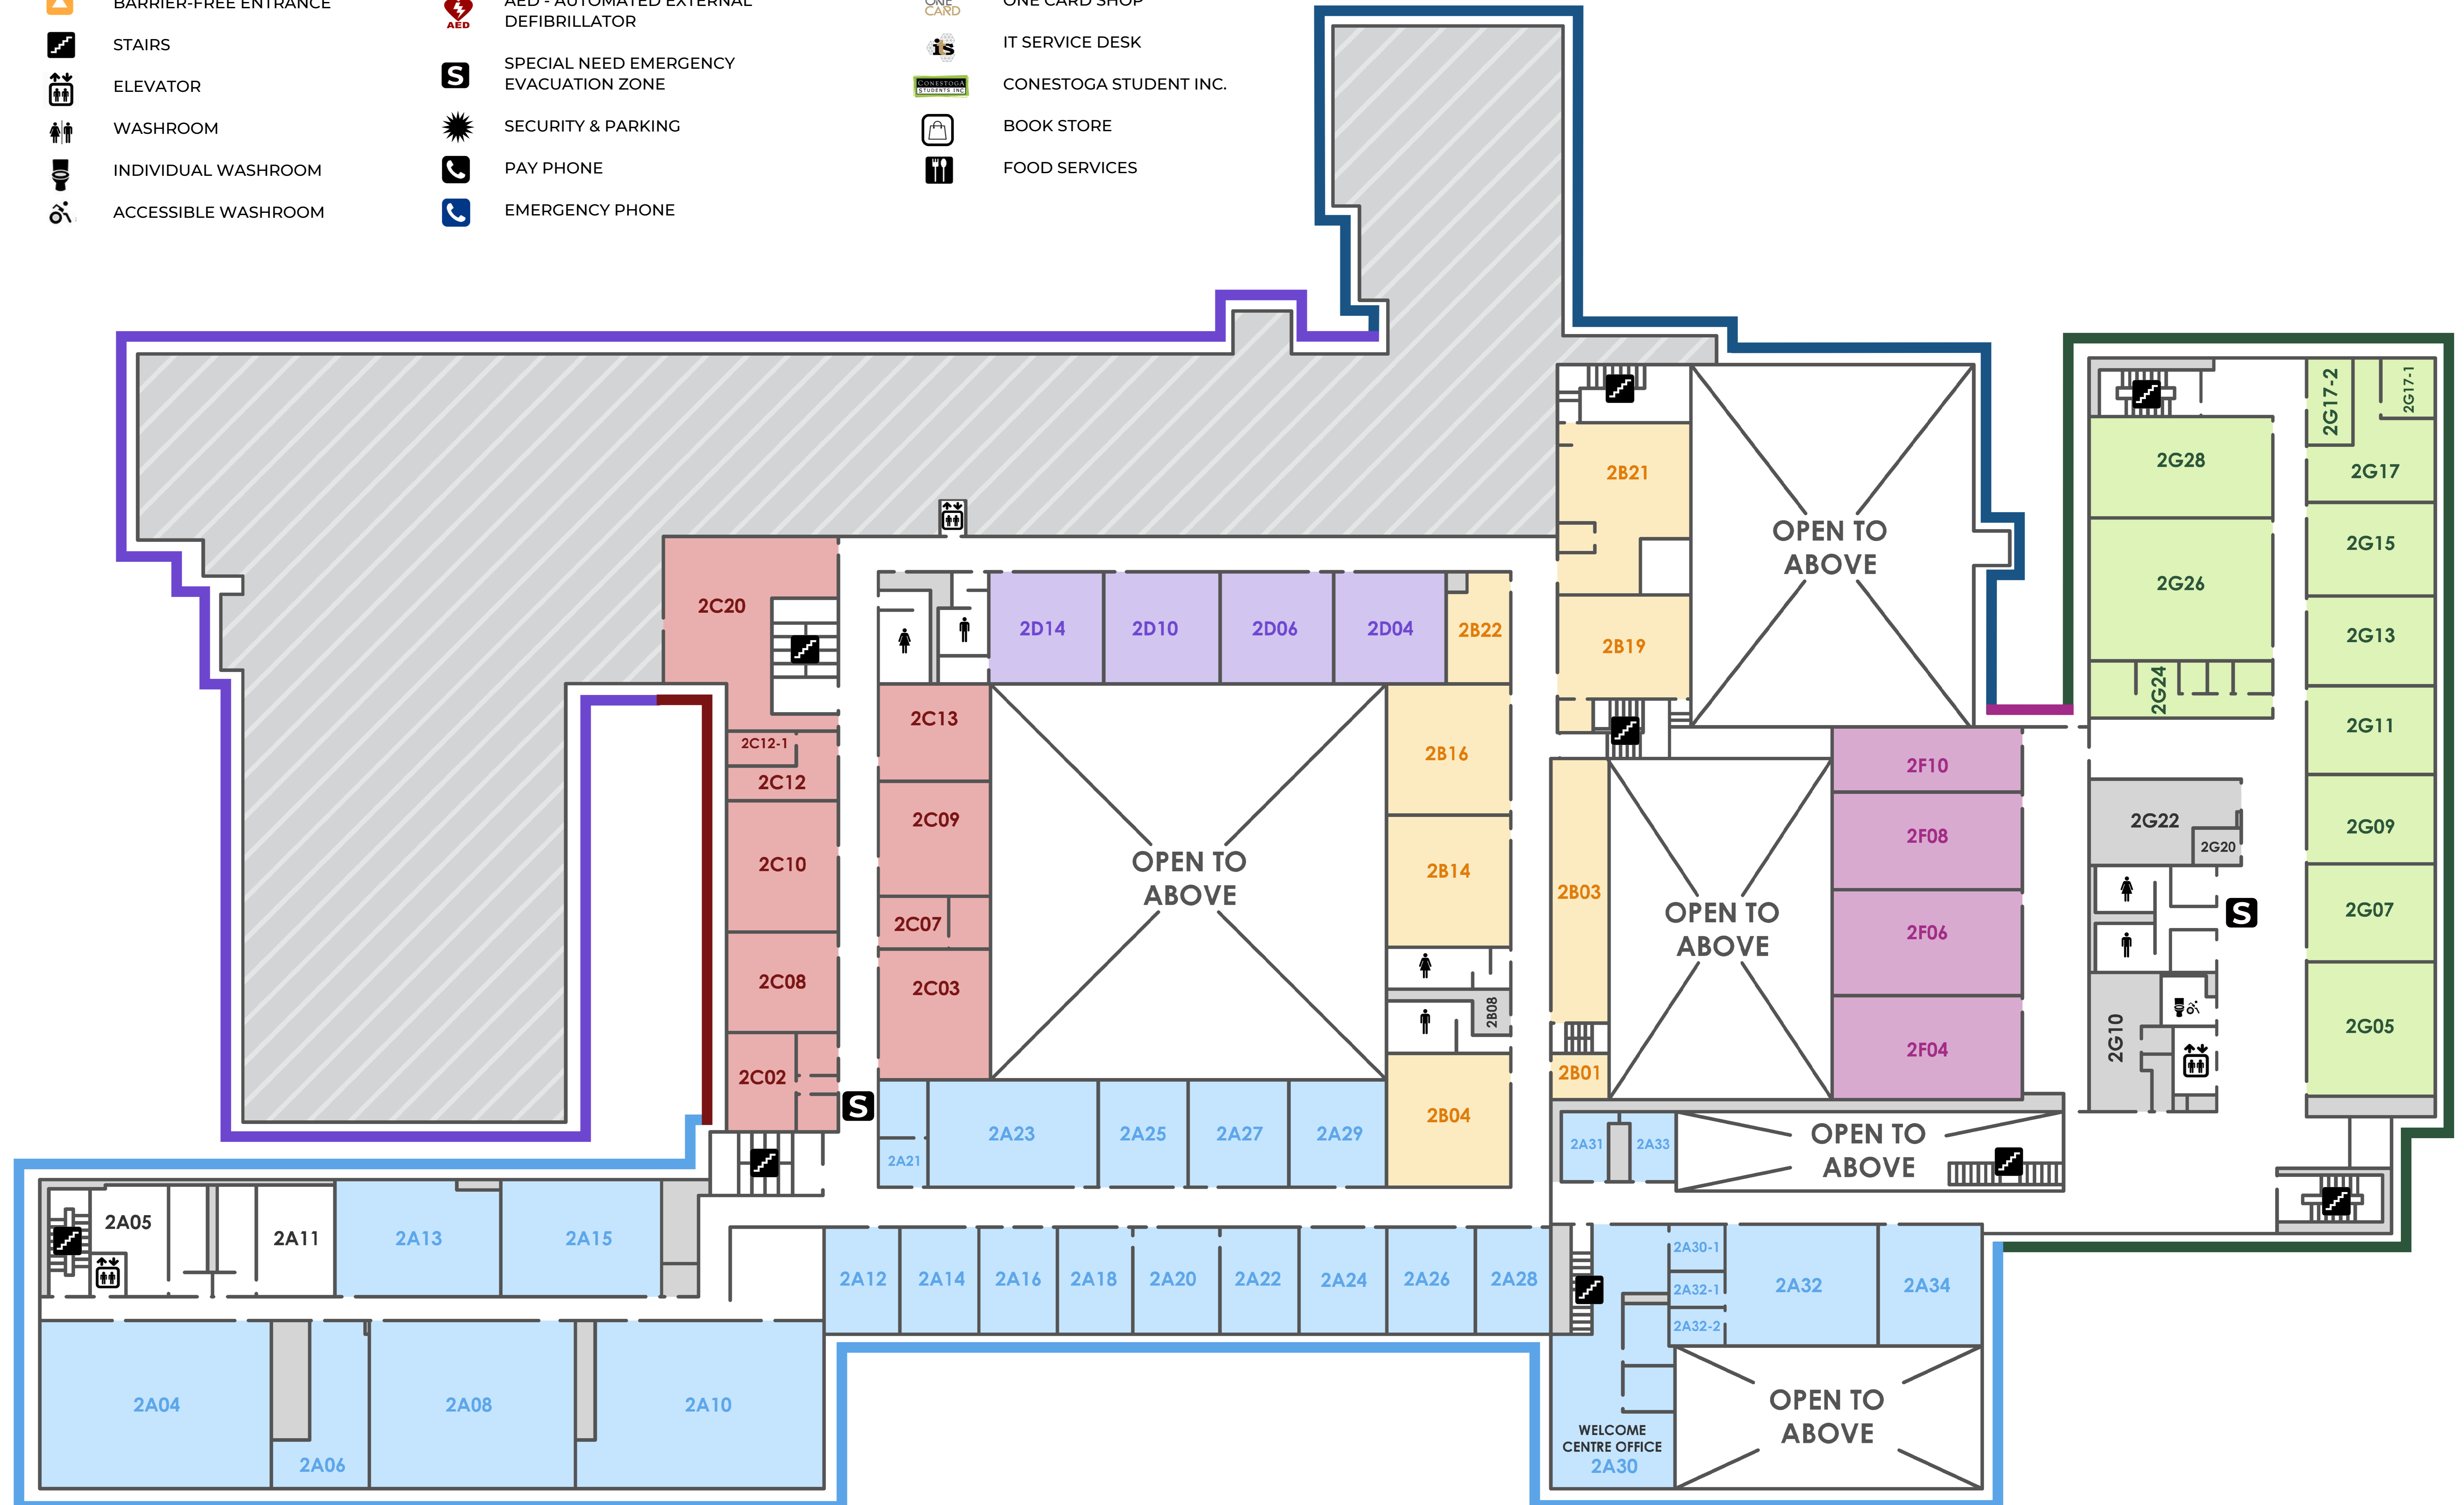 BARRIER-FREE ENTRANCE
STAIRS
ELEVATOR
WASHROOM
INDIVIDUAL WASHROOM
ACCESSIBLE WASHROOM
AED - AUTOMATED EXTERNAL
DEFIBRILLATOR
AED
S
SPECIAL NEED EMERGENCY
EVACUATION ZONE
SECURITY & PARKING
PAY PHONE
EMERGENCY PHONE
ONE
CARD
ONE CARD SHOP
its
IT SERVICE DESK
CONESTOGA
STUDENTS INC
CONESTOGA STUDENT INC.
BOOK STORE
FOOD SERVICES
2G17-2
2G17-1
2G28
2G17
2B21
OPEN TO
ABOVE
2G15
2G26
2C20
2D14
2D10
2D06
2D04
2B22
2B19
2G13
2G24
2C13
2G11
2C12-1
2C12
2B16
2F10
2C09
2G22
2G20
2G09
2F08
2C10
OPEN TO
ABOVE
2B14
2B03
OPEN TO
ABOVE
2C07
2F06
S
2G07
2C08
2C03
2B08
2G10
2G05
2F04
2C02
2B01
S
2A21
2A23
2A25
2A27
2A29
2B04
2A31
2A33
OPEN TO
ABOVE
2A05
2A11
2A13
2A15
2A12
2A14
2A16
2A18
2A20
2A22
2A24
2A26
2A28
2A30-1
2A32-1
2A32-2
2A32
2A34
2A04
2A06
2A08
2A10
WELCOME
CENTRE OFFICE
2A30
OPEN TO
ABOVE